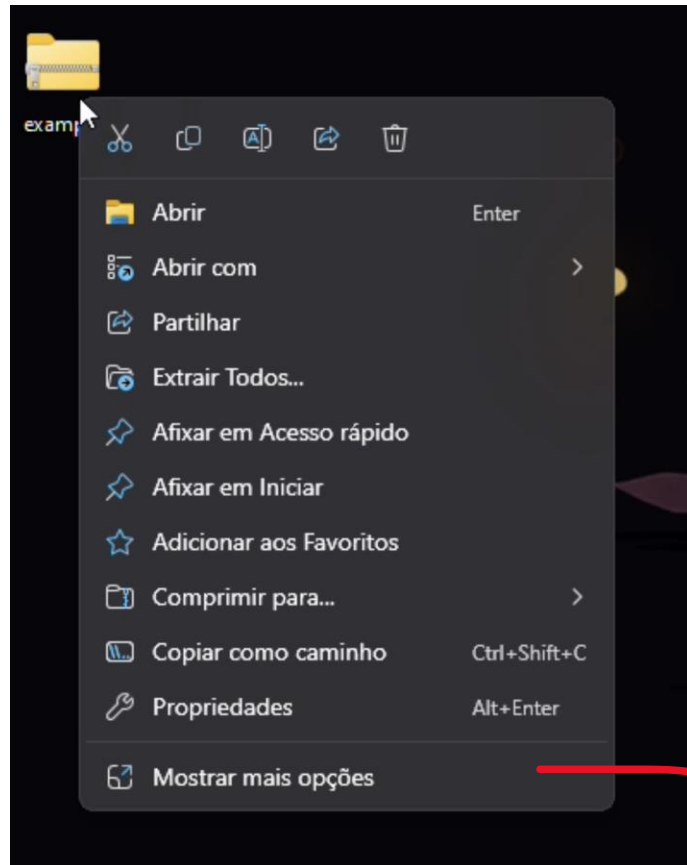 Abrir Enter
Abrir com
Partilhar
Extrair Todos...
Afixar em Acesso rápido
Afixar em Iniciar
Adicionar aos Favoritos
Comprimir para...
Copiar como caminho Ctrl+Shift+C
Propriedades Alt+Enter
Mostrar mais opções